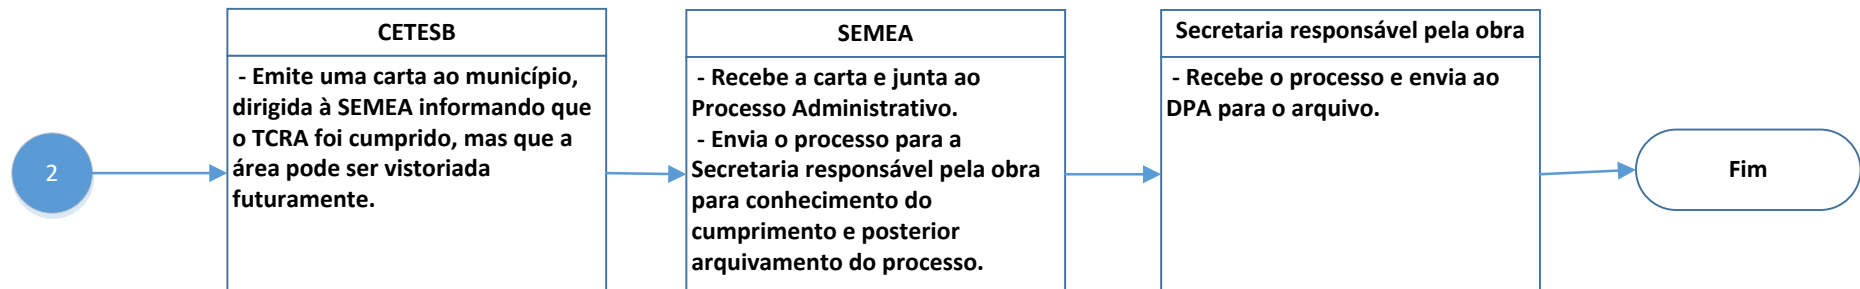 2
CETESB
- Emite uma carta ao município,
dirigida à SEMEA informando que
o TCRA foi cumprido, mas que a
área pode ser vistoriada
futuramente.
SEMEA
- Recebe a carta e junta ao
Processo Administrativo.
- Envia o processo para a
Secretaria responsável pela obra
para conhecimento do
cumprimento e posterior
arquivamento do processo.
Secretaria responsável pela obra
- Recebe o processo e envia ao
DPA para o arquivo.
Fim